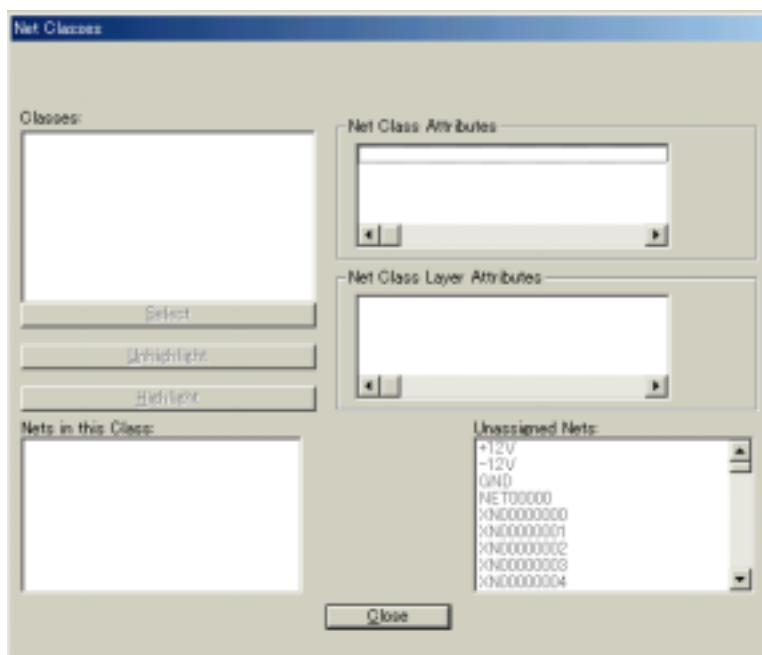 Net Classes
Classes:
Net Class Attributes
Select
Net Class Layer Attributes
Unhighlight
Highlight
Nets in this Class:
Unassigned Nets:
+12V
-12V
GND
NET00000
XN00000000
XN00000001
XN00000002
XN00000003
XN00000004
Close